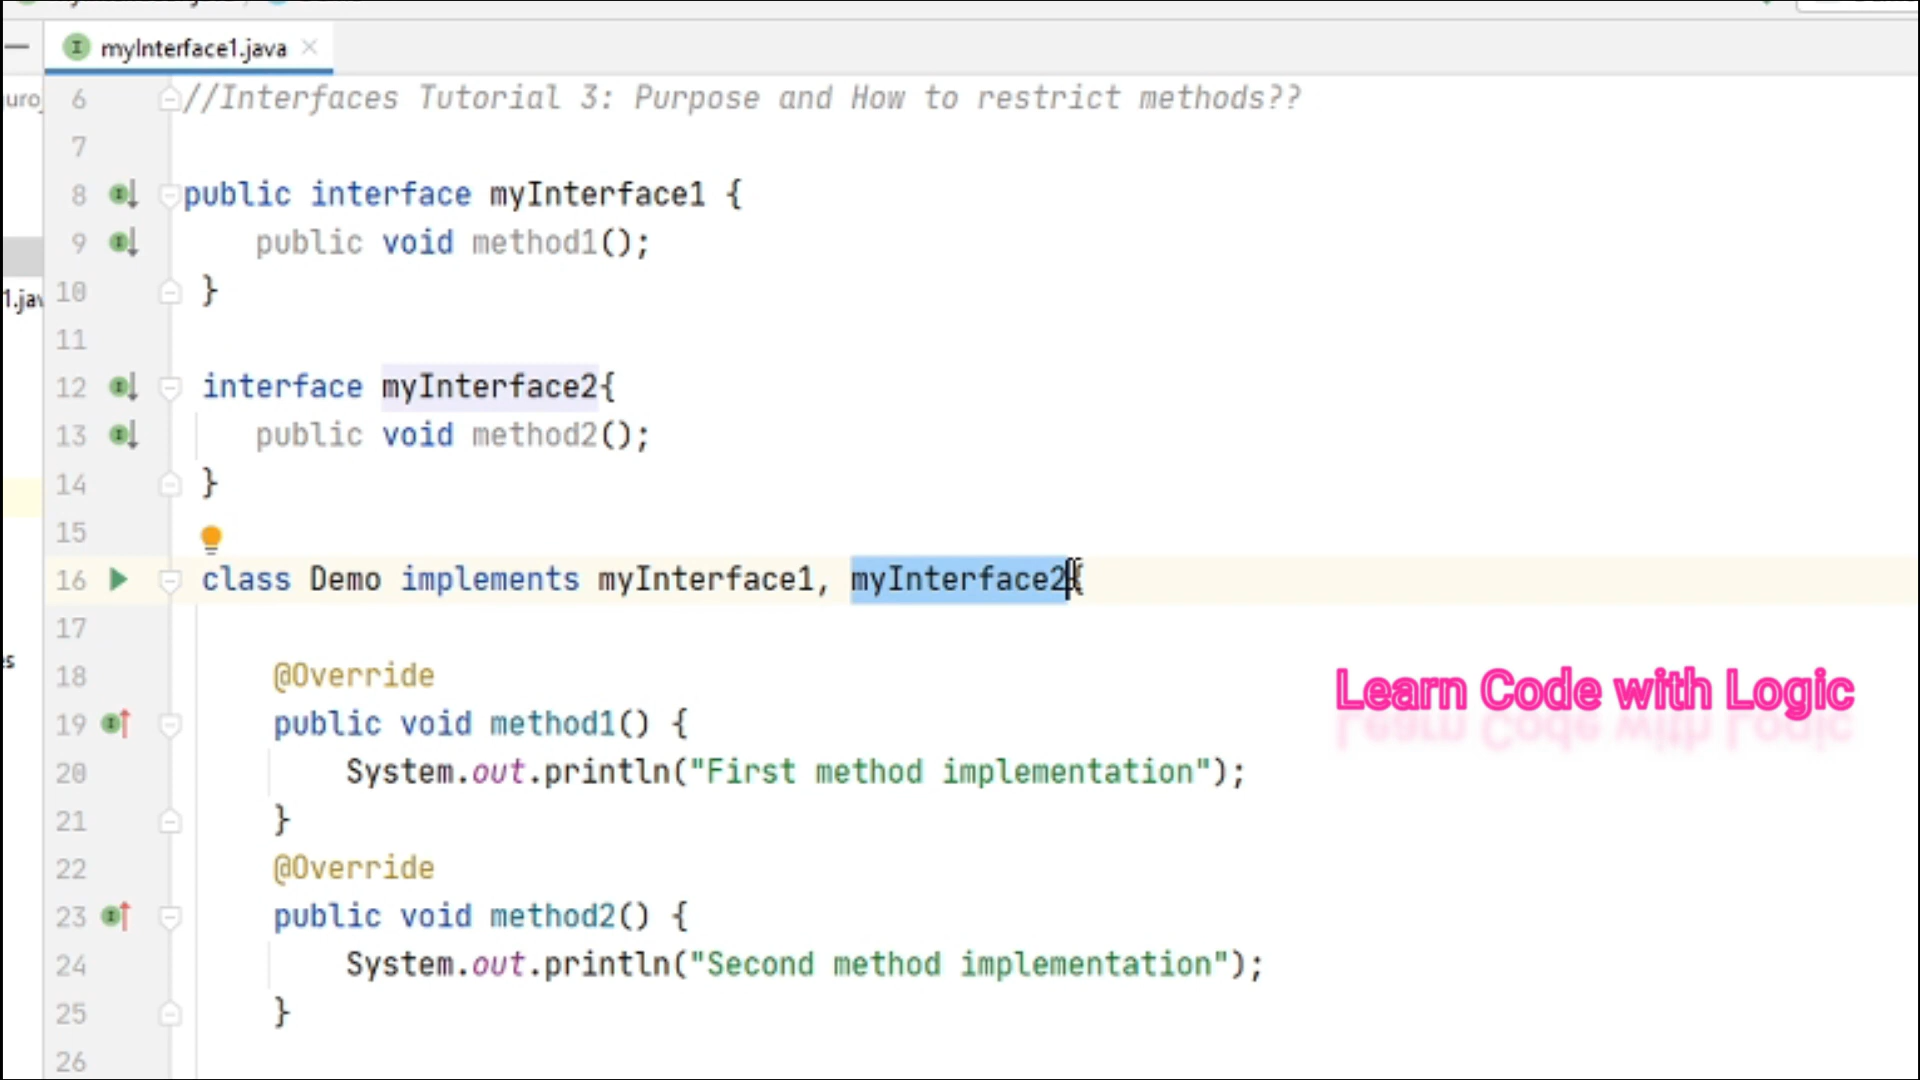 myInterface1.java
6 //Interfaces Tutorial 3: Purpose and How to restrict methods??
7
8 public interface myInterface1 {
9 public void method1();
10 }
11
12 interface myInterface2{
13 public void method2();
14 }
15
16 class Demo implements myInterface1, myInterface2{
17
18 @Override
19 public void method1() {
20 System.out.println("First method implementation");
21 }
22 @Override
23 public void method2() {
24 System.out.println("Second method implementation");
25 }
26
Learn Code with Logic